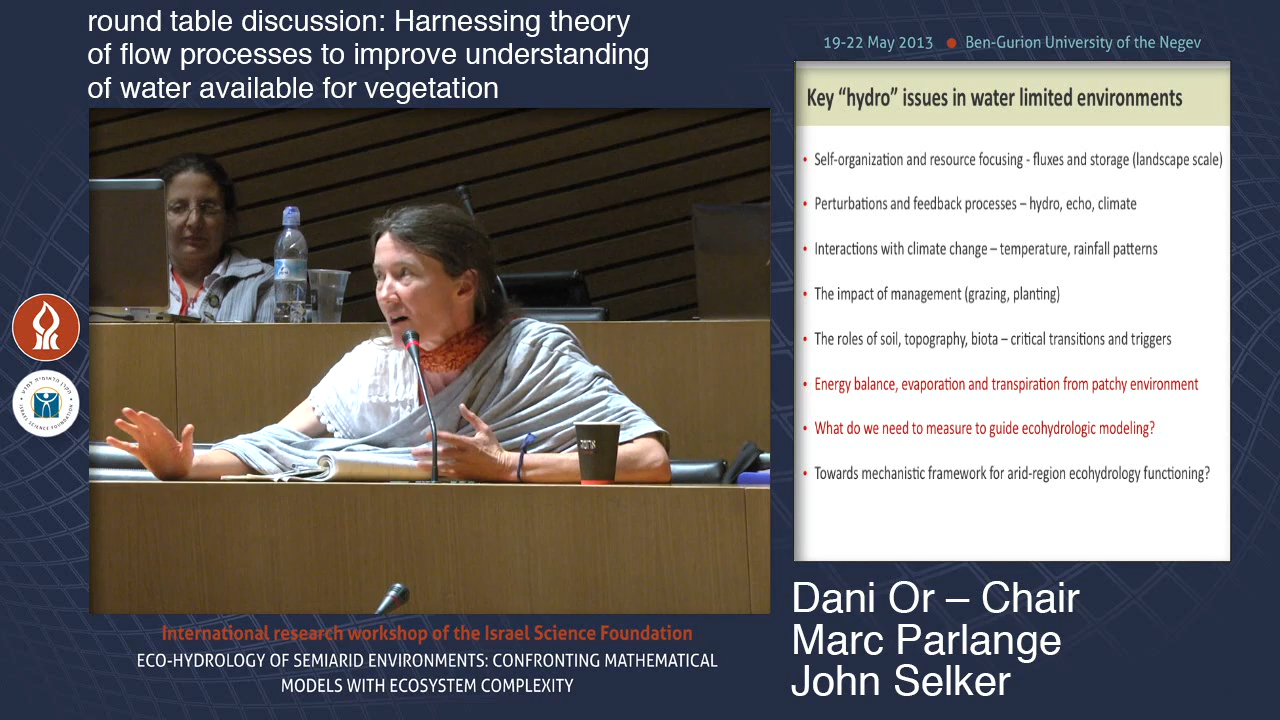 round table discussion: Harnessing theory
of flow processes to improve understanding
of water available for vegetation
19-22 May 2013 ● Ben-Gurion University of the Negev
Key “hydro” issues in water limited environments
• Self-organization and resource focusing - fluxes and storage (landscape scale)
• Perturbations and feedback processes – hydro, echo, climate
• Interactions with climate change – temperature, rainfall patterns
• The impact of management (grazing, planting)
• The roles of soil, topography, biota – critical transitions and triggers
• Energy balance, evaporation and transpiration from patchy environment
• What do we need to measure to guide ecohydrologic modeling?
• Towards mechanistic framework for arid-region ecohydrology functioning?
ISRAEL SCIENCE FOUNDATION
Dani Or – Chair
Marc Parlange
John Selker
International research workshop of the Israel Science Foundation
ECO-HYDROLOGY OF SEMIARID ENVIRONMENTS: CONFRONTING MATHEMATICAL
MODELS WITH ECOSYSTEM COMPLEXITY